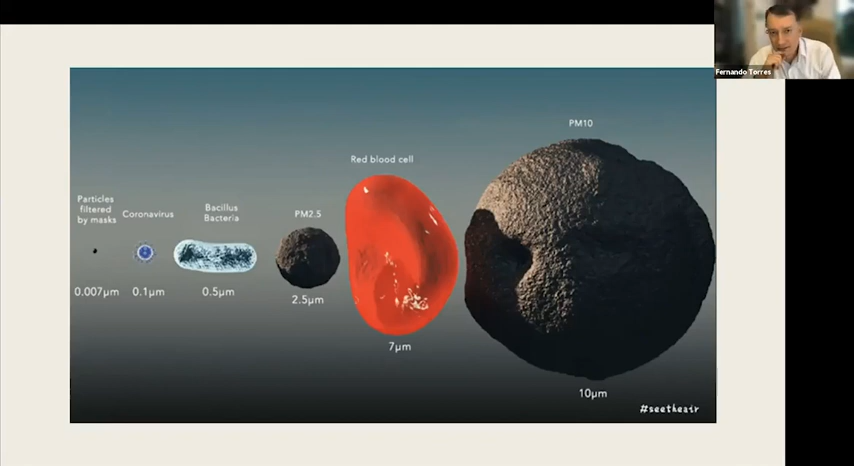 Fernando Torres
PM10
Red blood cell
Particles
filtered
by masks
Coronavirus
Bacillus
Bacteria
PM2.5
0.007μm
0.1μm
0.5μm
2.5μm
7μm
10μm
#seetheair